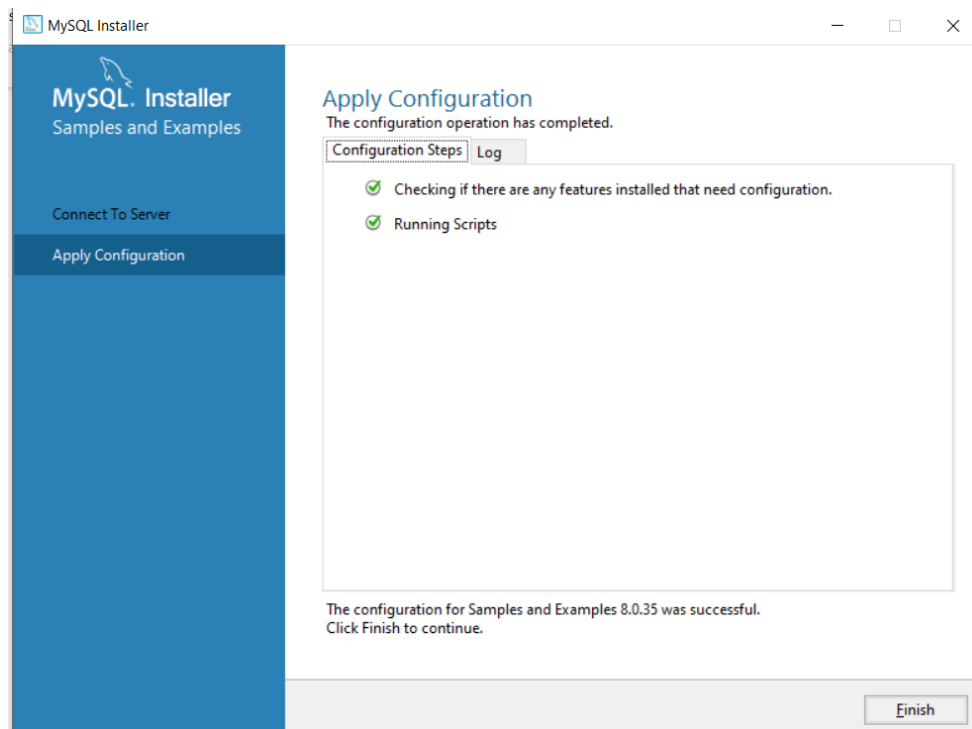 MySQL Installer
MySQL. Installer
Samples and Examples
Connect To Server
Apply Configuration
Apply Configuration
The configuration operation has completed.
Configuration Steps
Log
Checking if there are any features installed that need configuration.
Running Scripts
The configuration for Samples and Examples 8.0.35 was successful.
Click Finish to continue.
Finish